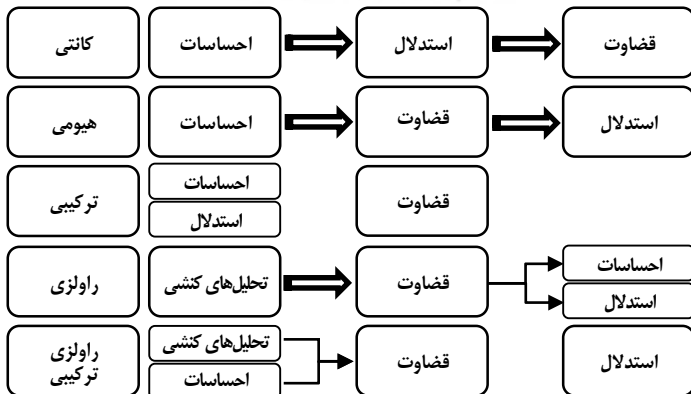 کانتی
احساسات
استدلال
قضاوت
هیومی
احساسات
قضاوت
استدلال
ترکیبی
احساسات
استدلال
قضاوت
راولزی
تحلیل‌های کنشی
قضاوت
احساسات
استدلال
راولزی
ترکیبی
تحلیل‌های کنشی
احساسات
قضاوت
استدلال